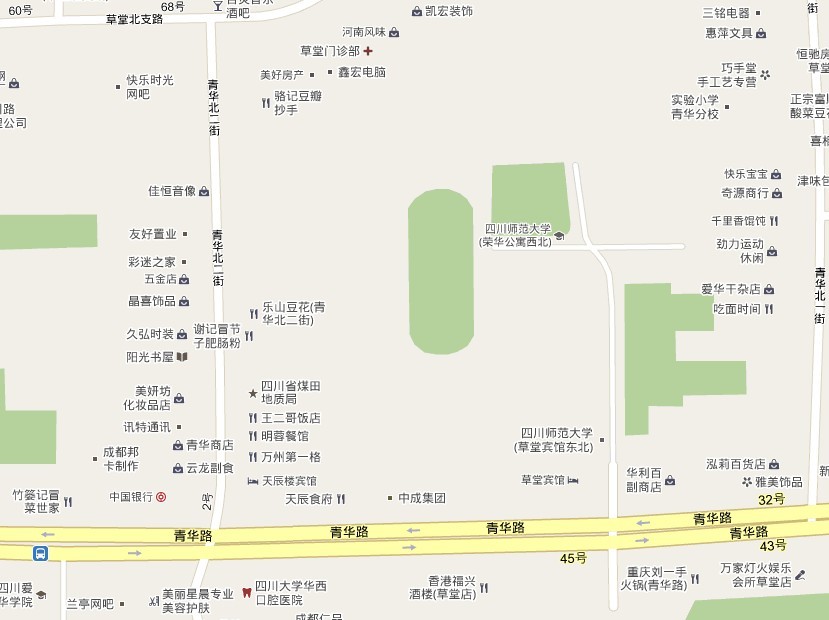 60号
68号
酒吧
凯宏装饰
三铭电器
街
草堂北支路
河南风味
惠萍文具
草堂门诊部
美好房产
鑫宏电脑
巧手堂
手工艺专营
快乐时光
网吧
青华北二街
骆记豆瓣
抄手
实验小学
青华分校
正宗富顺
酸菜豆花
佳恒音像
快乐宝宝
奇源商行
津味包
友好置业
青华北二街
四川师范大学
(荣华公寓西北)
千里香馄饨
劲力运动
休闲
彩迷之家
五金店
晶喜饰品
乐山豆花(青
华北二街)
爱华干杂店
吃面时间
青华北一街
久弘时装
谢记冒节
子肥肠粉
阳光书屋
美妍坊
化妆品店
四川省煤田
地质局
讯特通讯
王二哥饭店
青华商店
明蓉餐馆
四川师范大学
(草堂宾馆东北)
成都邦
卡制作
云龙副食
万州第一格
泓莉百货店
天辰楼宾馆
草堂宾馆
华利百
副商店
雅美饰品
竹篓记冒
菜世家
中国银行
2号
天辰食府
中成集团
32号
青华路
青华路
青华路
青华路
青华路
45号
43号
四川爱
华学院
兰亭网吧
美丽星晨专业
美容护肤
四川大学华西
口腔医院
香港福兴
酒楼(草堂店)
重庆刘一手
火锅(青华路)
万家灯火娱乐
会所草堂店